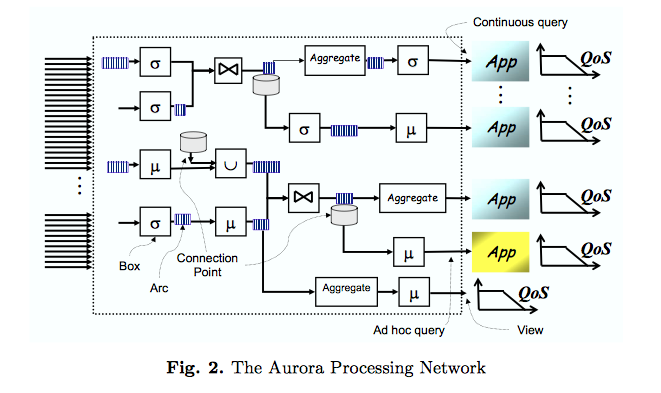 Continuous query
σ
⋈
Aggregate
σ
App
QoS
σ
σ
μ
App
QoS
μ
∪
⋈
Aggregate
App
QoS
σ
μ
μ
App
QoS
Box
Arc
Connection
Point
Aggregate
μ
QoS
Ad hoc query
View
Fig. 2. The Aurora Processing Network